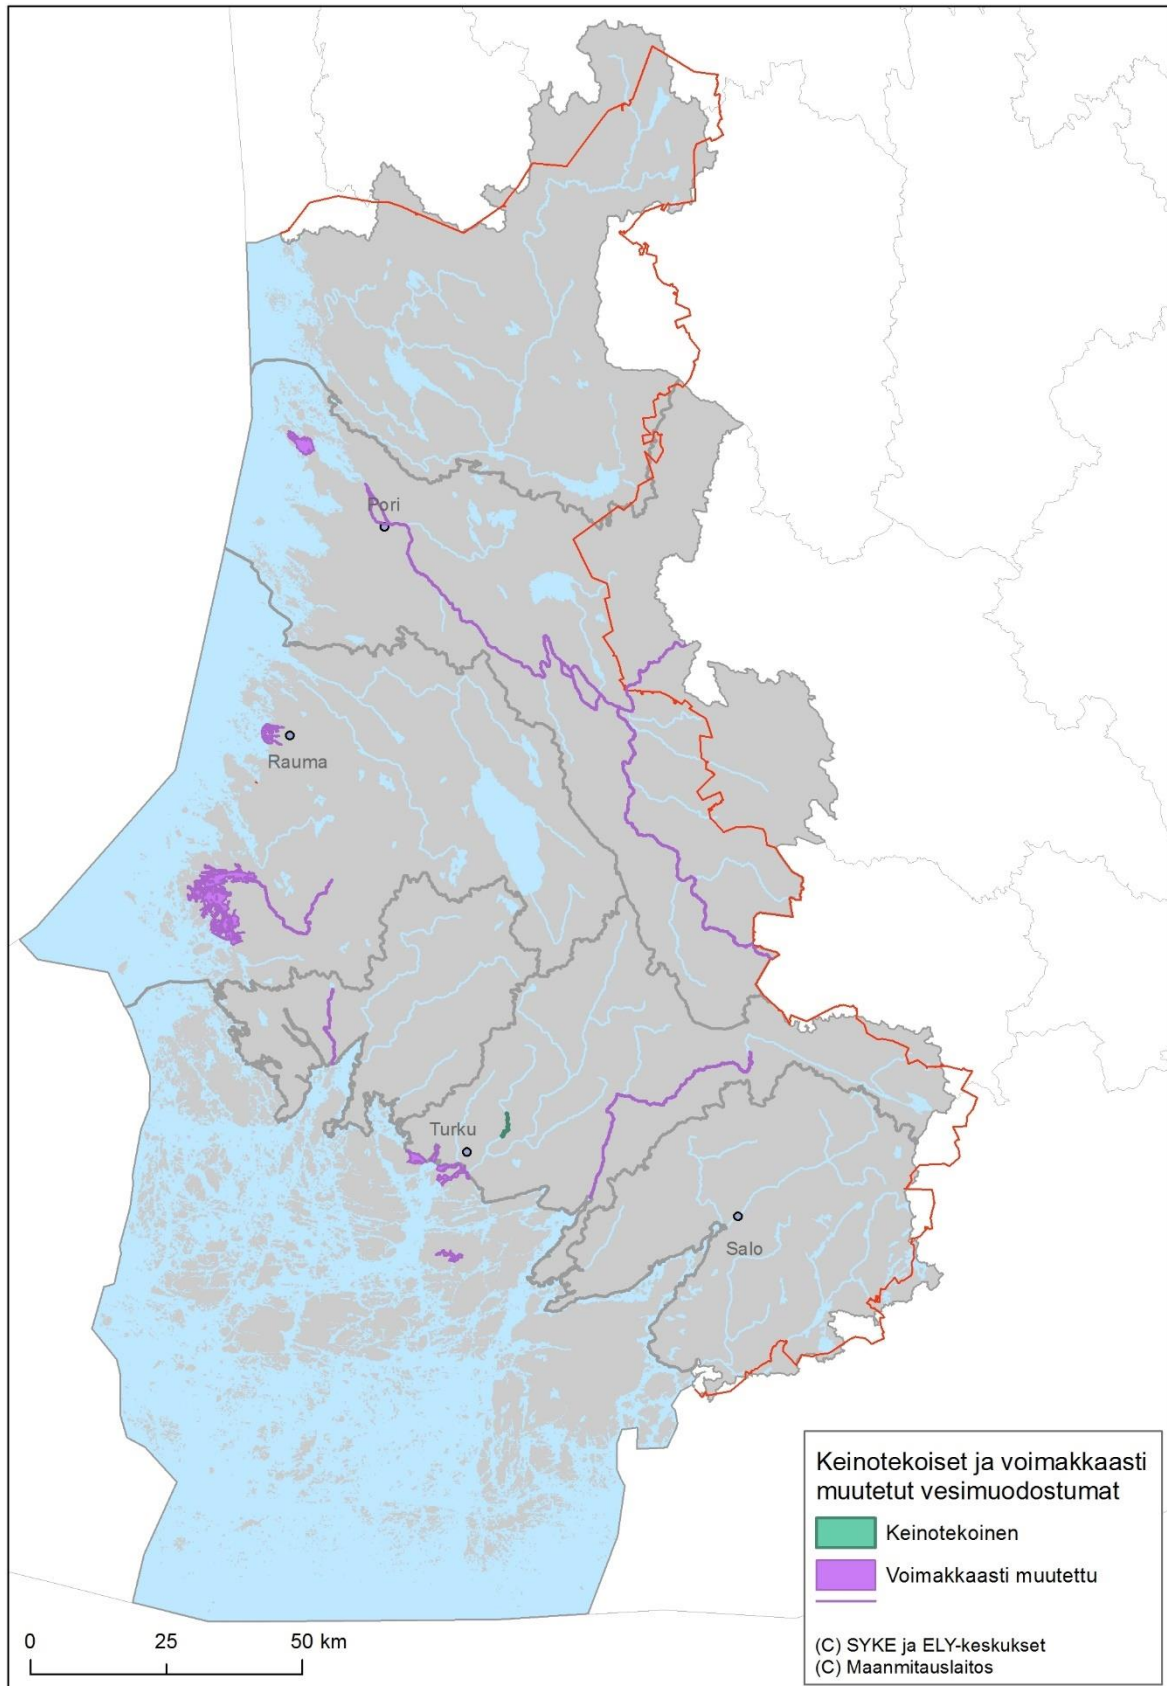 Pori
Rauma
Turku
Salo
Keinotekoiset ja voimakkaasti
muutetut vesimuodostumat
Keinotekoinen
Voimakkaasti muutettu
(C) SYKE ja ELY-keskukset
(C) Maanmitauslaitos
0 25 50 km